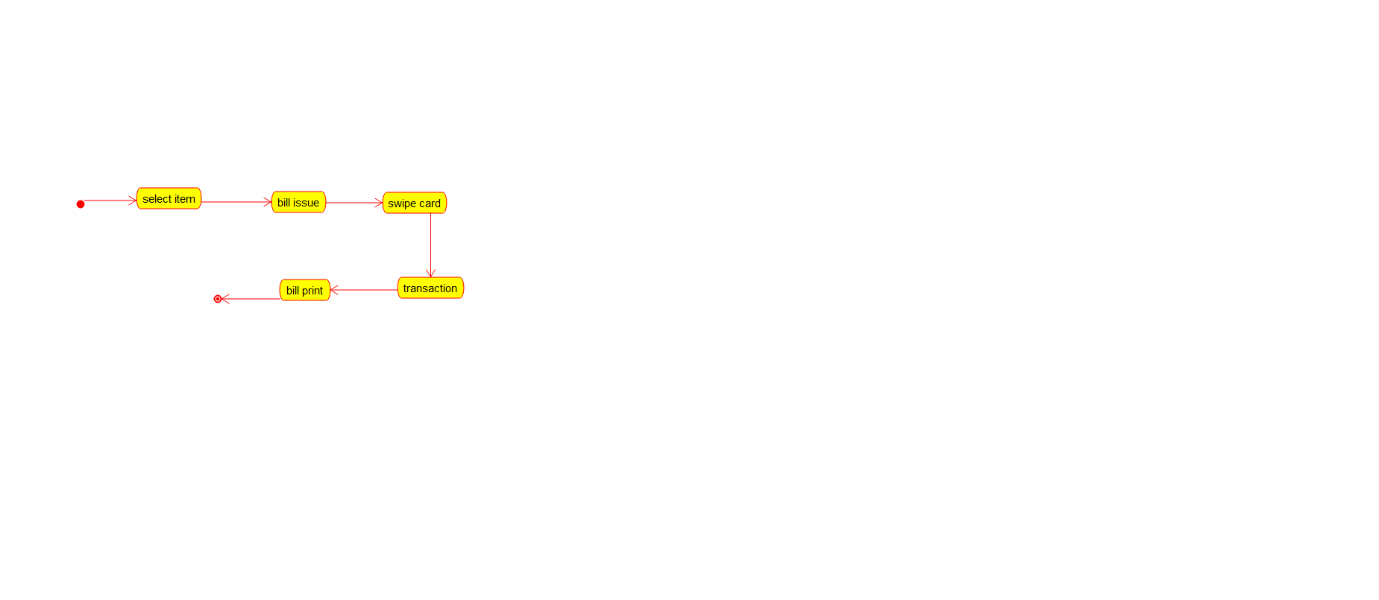 select item
bill issue
swipe card
transaction
bill print